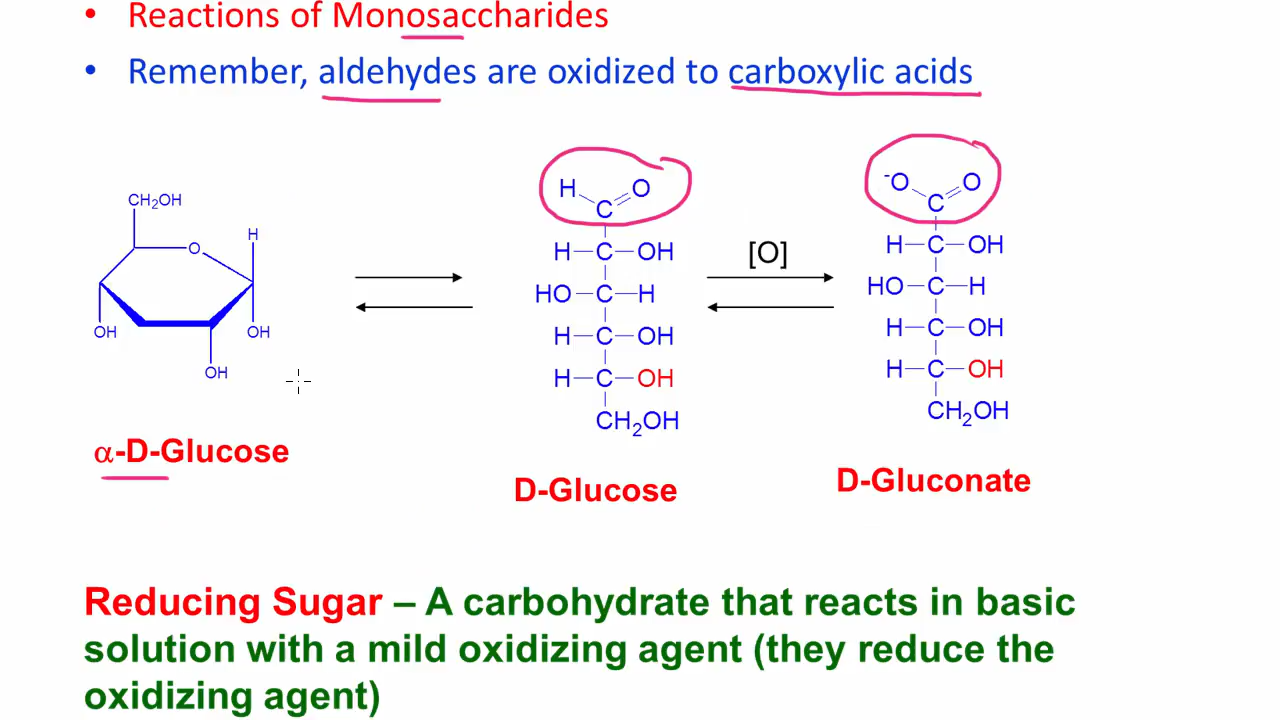 • Reactions of Monosaccharides
• Remember, aldehydes are oxidized to carboxylic acids
CH₂OH
O
H
OH
OH
OH
H O
C
H—C—OH
HO—C—H
H—C—OH
H—C—OH
CH₂OH
[O]
⁻O O
C
H—C—OH
HO—C—H
H—C—OH
H—C—OH
CH₂OH
α-D-Glucose
D-Glucose
D-Gluconate
Reducing Sugar – A carbohydrate that reacts in basic
solution with a mild oxidizing agent (they reduce the
oxidizing agent)